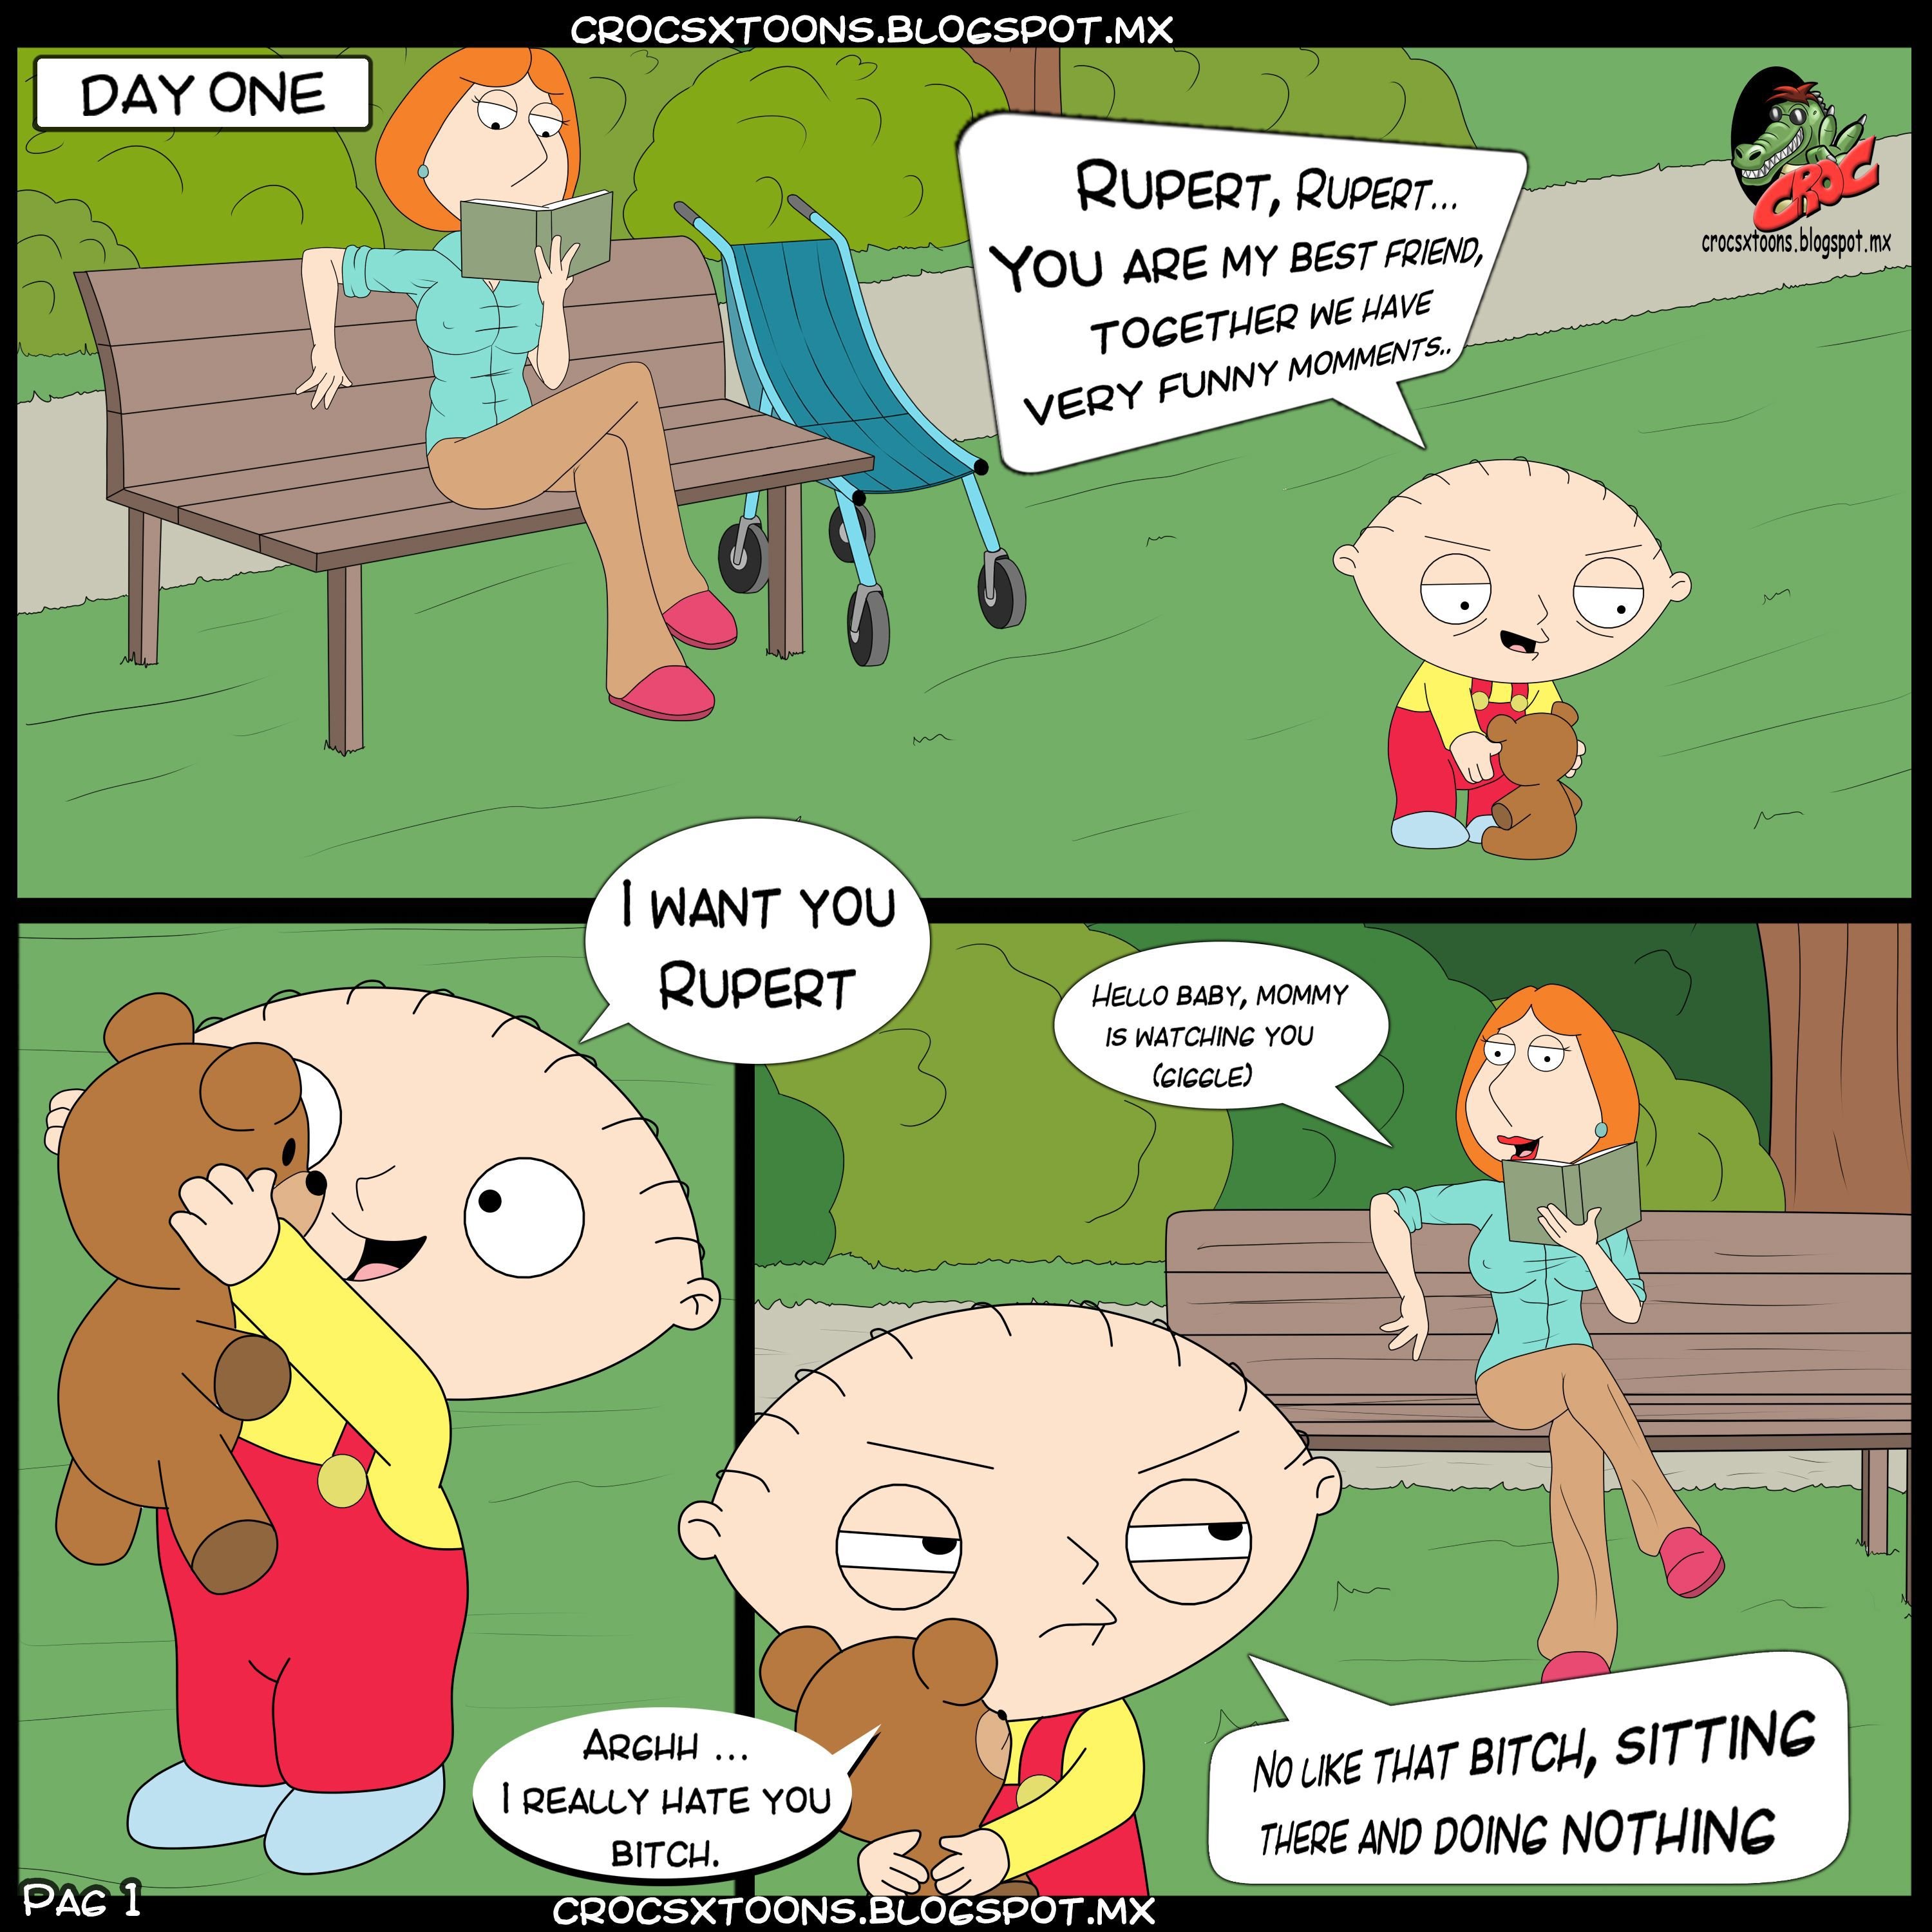 CROCSXTOONS.BLOGSPOT.MX
DAY ONE
CROC
crocsxtoons.blogspot.mx
RUPERT, RUPERT...
YOU ARE MY BEST FRIEND,
TOGETHER WE HAVE
VERY FUNNY MOMMENTS..
I WANT YOU
RUPERT
HELLO BABY, MOMMY
IS WATCHING YOU
(GIGGLE)
ARGHH ...
I REALLY HATE YOU
BITCH.
NO LIKE THAT BITCH, SITTING
THERE AND DOING NOTHING
PAG 1
CROCSXTOONS.BLOGSPOT.MX